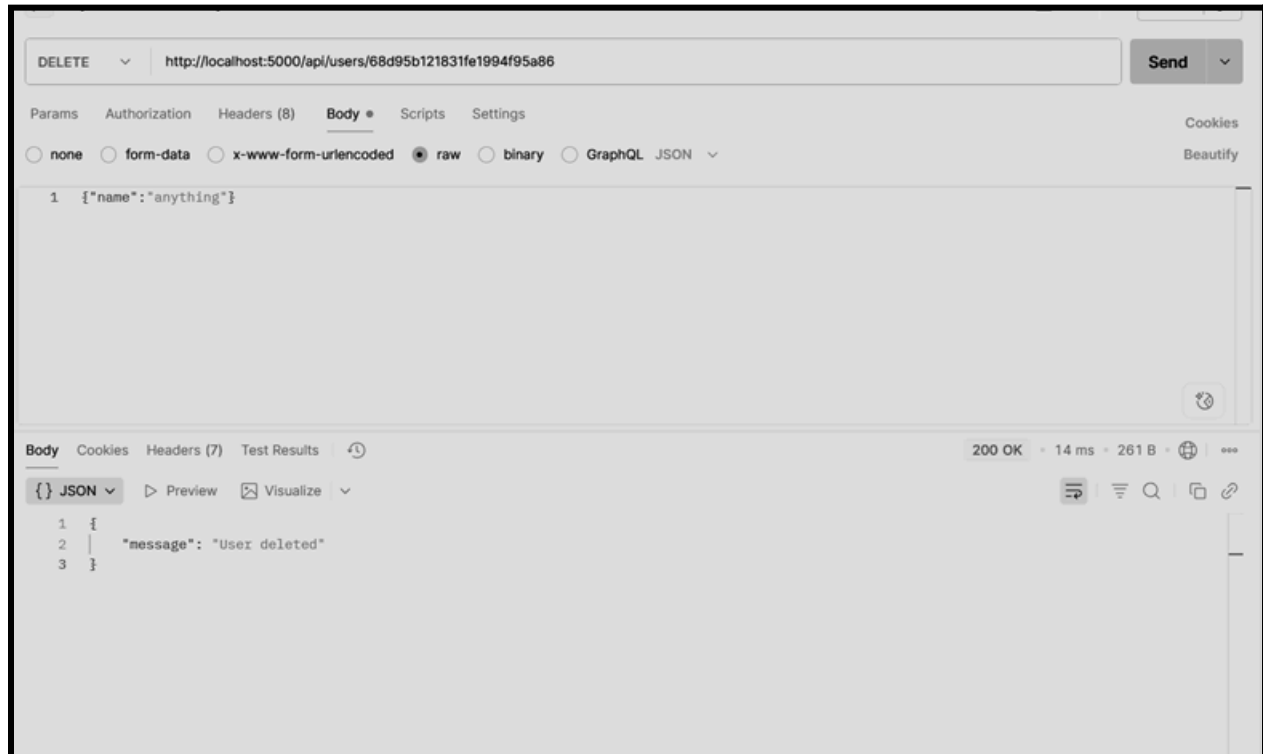 DELETE http://localhost:5000/api/users/68d95b121831fe1994f95a86 Send
Params Authorization Headers (8) Body Scripts Settings Cookies
none form-data x-www-form-urlencoded raw binary GraphQL JSON Beautify
1 {"name":"anything"}
Body Cookies Headers (7) Test Results 200 OK 14 ms 261 B
{} JSON Preview Visualize
1 {
2 "message": "User deleted"
3 }